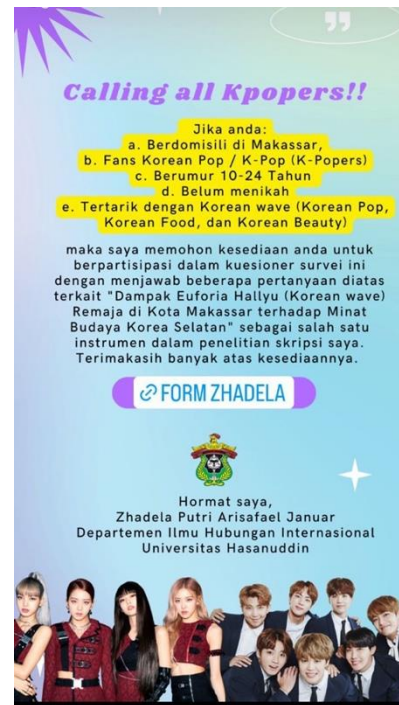 Calling all Kpopers!!
Jika anda:
a. Berdomisili di Makassar,
b. Fans Korean Pop / K-Pop (K-Popers)
c. Berumur 10-24 Tahun
d. Belum menikah
e. Tertarik dengan Korean wave (Korean Pop,
Korean Food, dan Korean Beauty)
maka saya memohon kesediaan anda untuk
berpartisipasi dalam kuesioner survei ini
dengan menjawab beberapa pertanyaan diatas
terkait "Dampak Euforia Hallyu (Korean wave)
Remaja di Kota Makassar terhadap Minat
Budaya Korea Selatan" sebagai salah satu
instrumen dalam penelitian skripsi saya.
Terimakasih banyak atas kesediaannya.
FORM ZHADELA
Hormat saya,
Zhadela Putri Arisafael Januar
Departemen Ilmu Hubungan Internasional
Universitas Hasanuddin